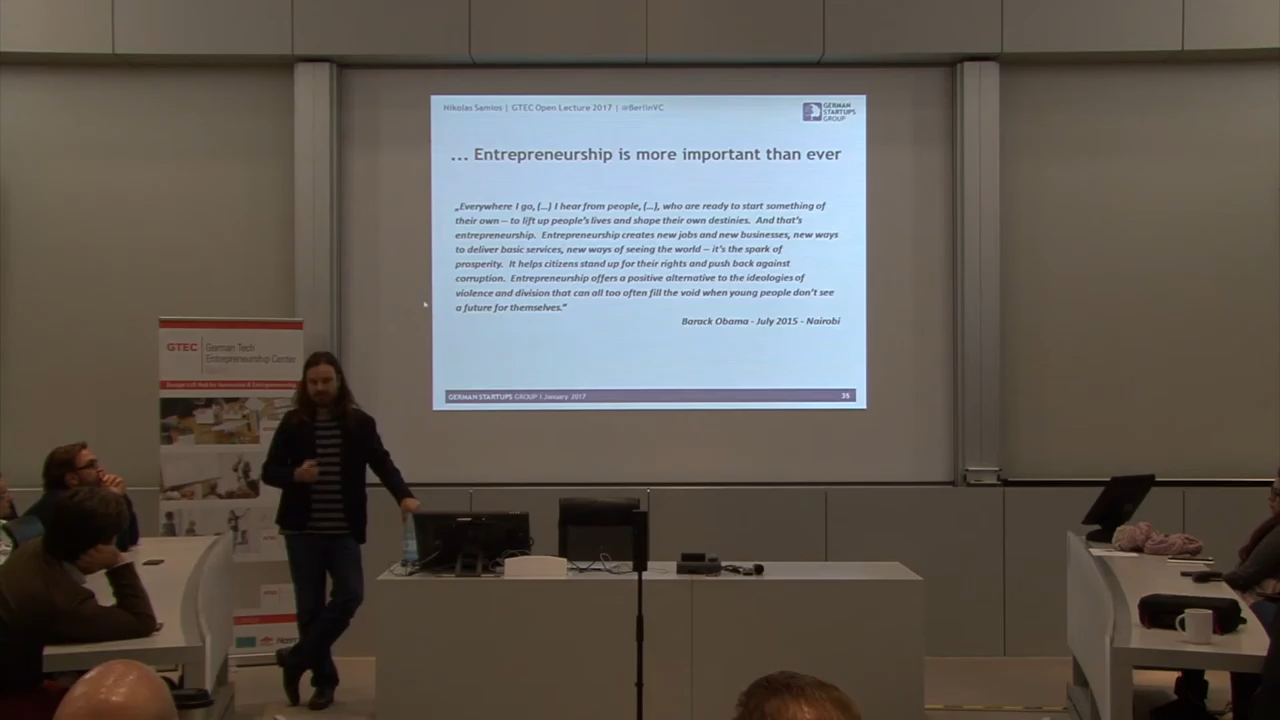 Nikolas Samios | GTEC Open Lecture 2017 | @BerlinVC
GERMAN
STARTUPS
GROUP
... Entrepreneurship is more important than ever
„Everywhere I go, (...) I hear from people, (...), who are ready to start something of
their own — to lift up people's lives and shape their own destinies. And that's
entrepreneurship. Entrepreneurship creates new jobs and new businesses, new ways
to deliver basic services, new ways of seeing the world — it's the spark of
prosperity. It helps citizens stand up for their rights and push back against
corruption. Entrepreneurship offers a positive alternative to the ideologies of
violence and division that can all too often fill the void when young people don't see
a future for themselves."
Barack Obama - July 2015 - Nairobi
GERMAN STARTUPS GROUP I January 2017
35
GTEC
German Tech
Entrepreneurship Center